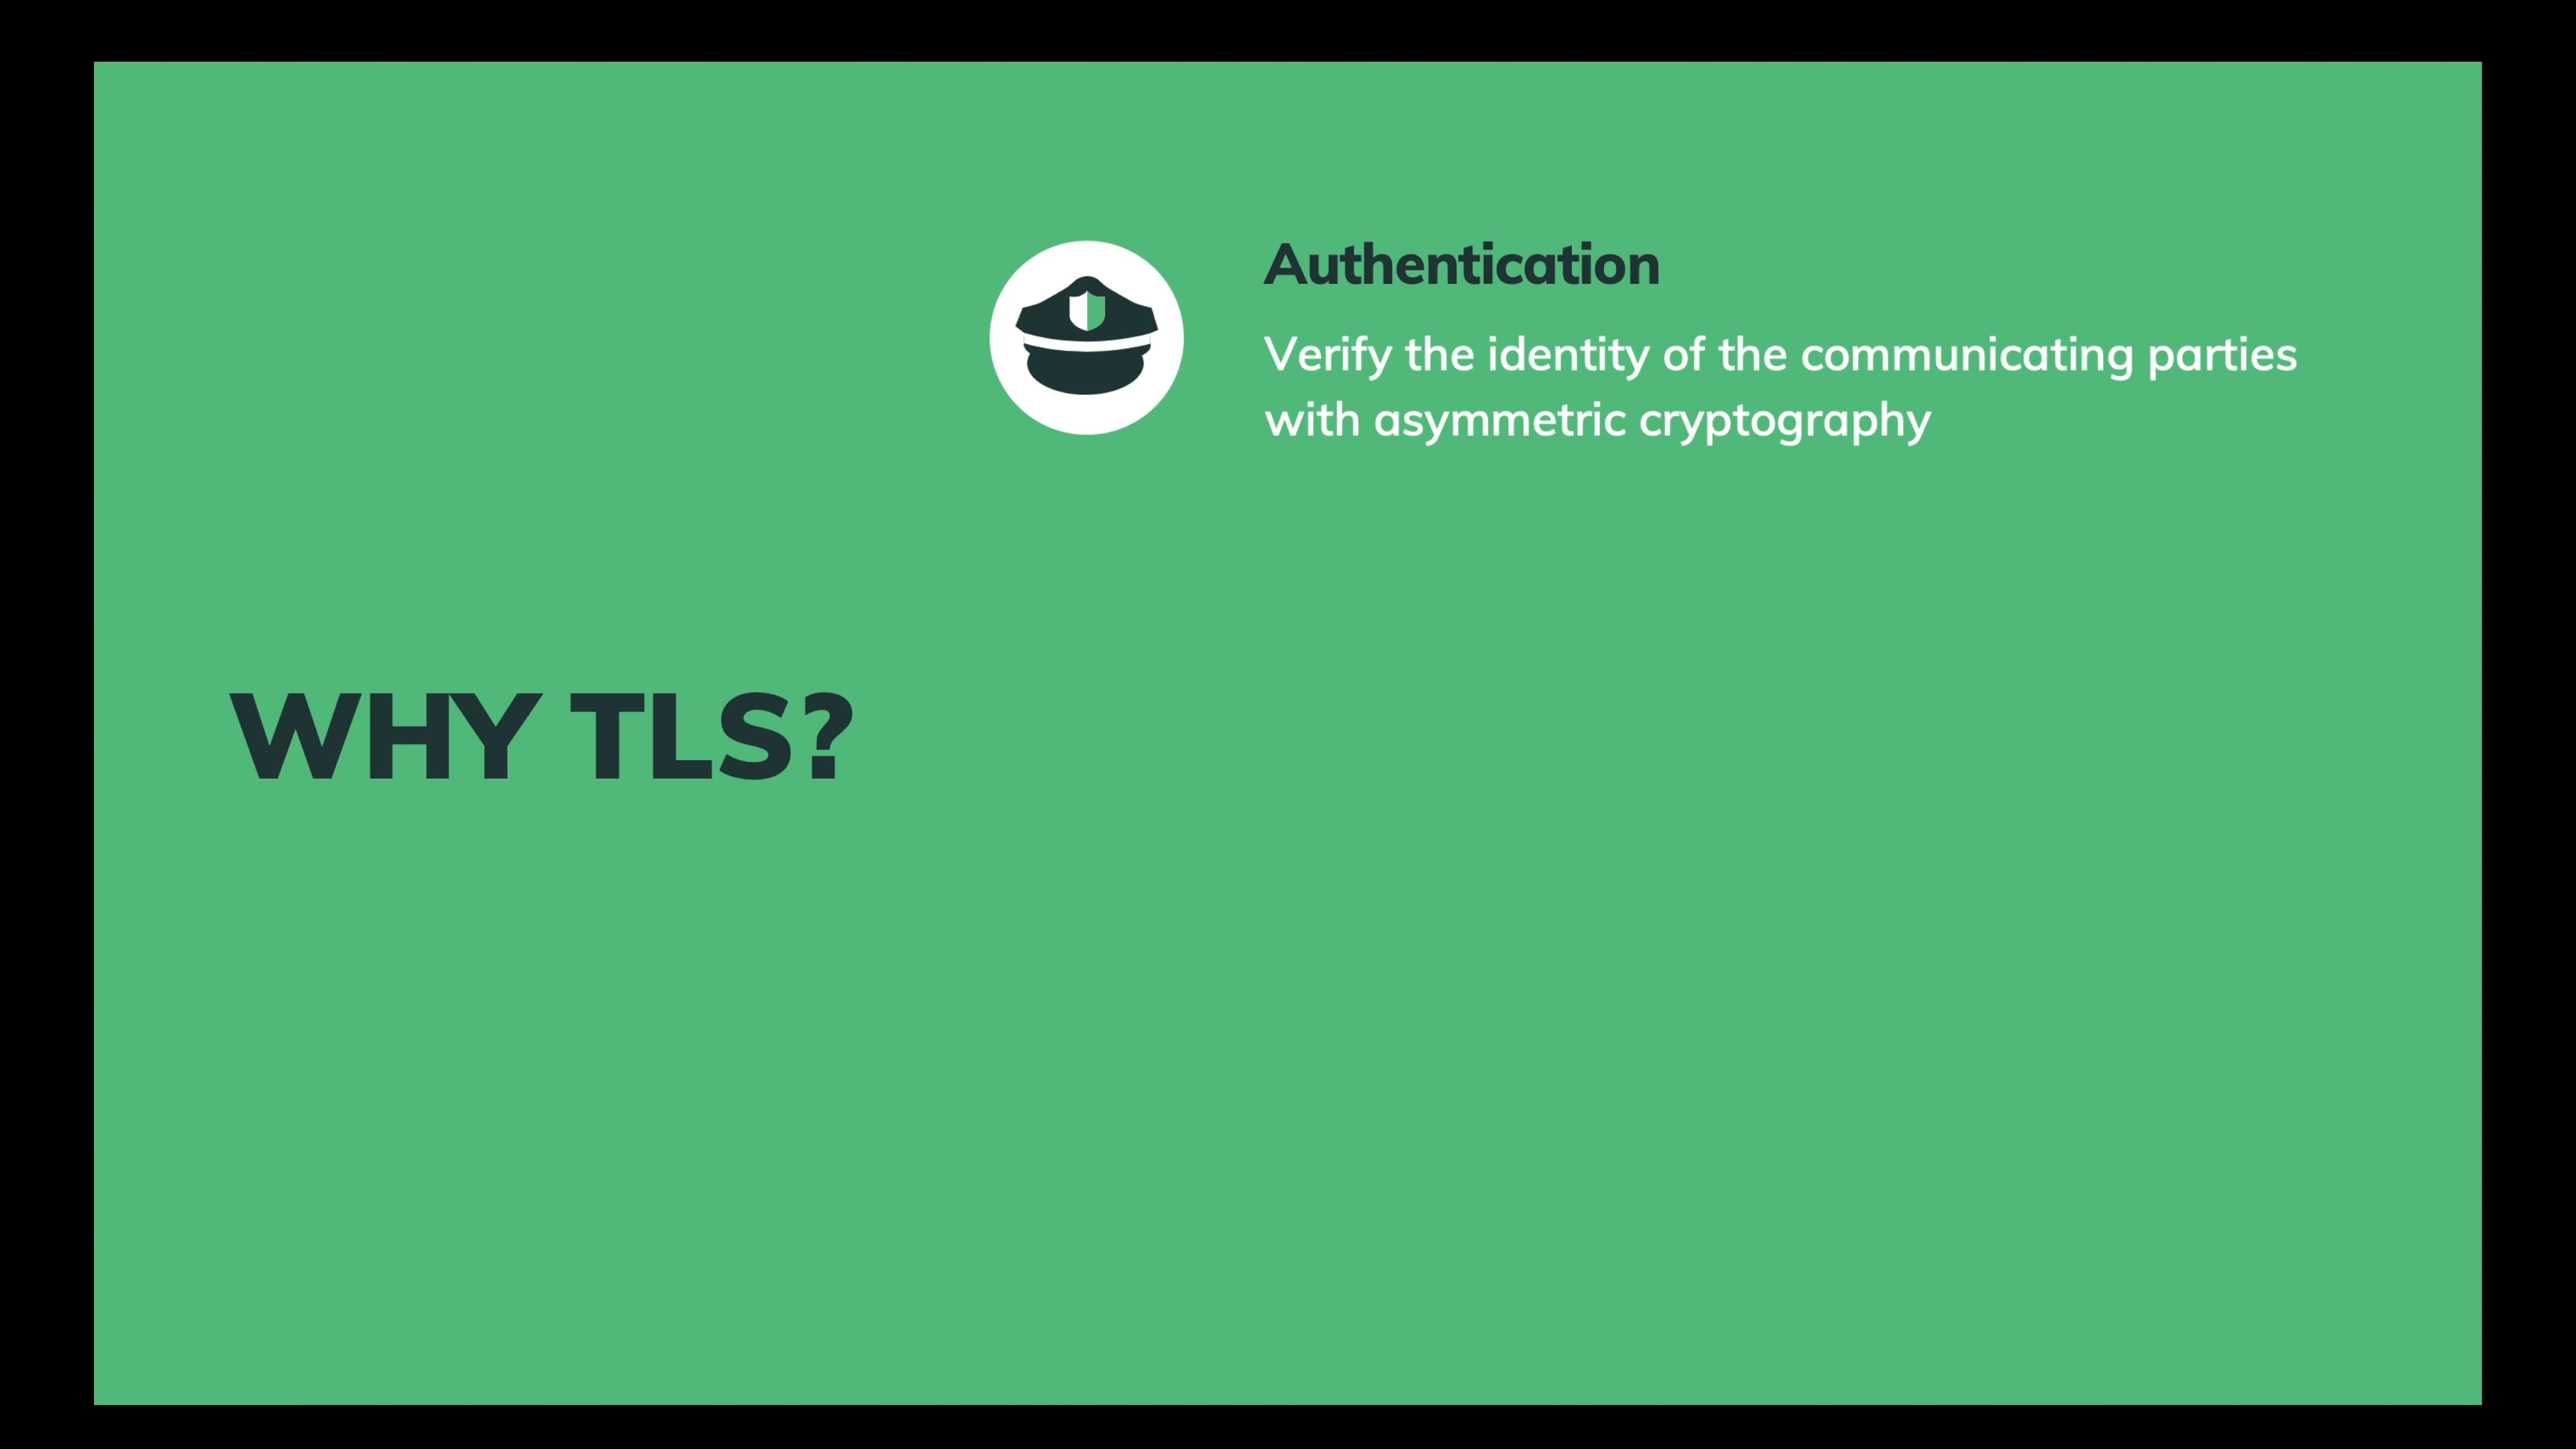 WHY TLS?
Authentication
Verify the identity of the communicating parties
with asymmetric cryptography